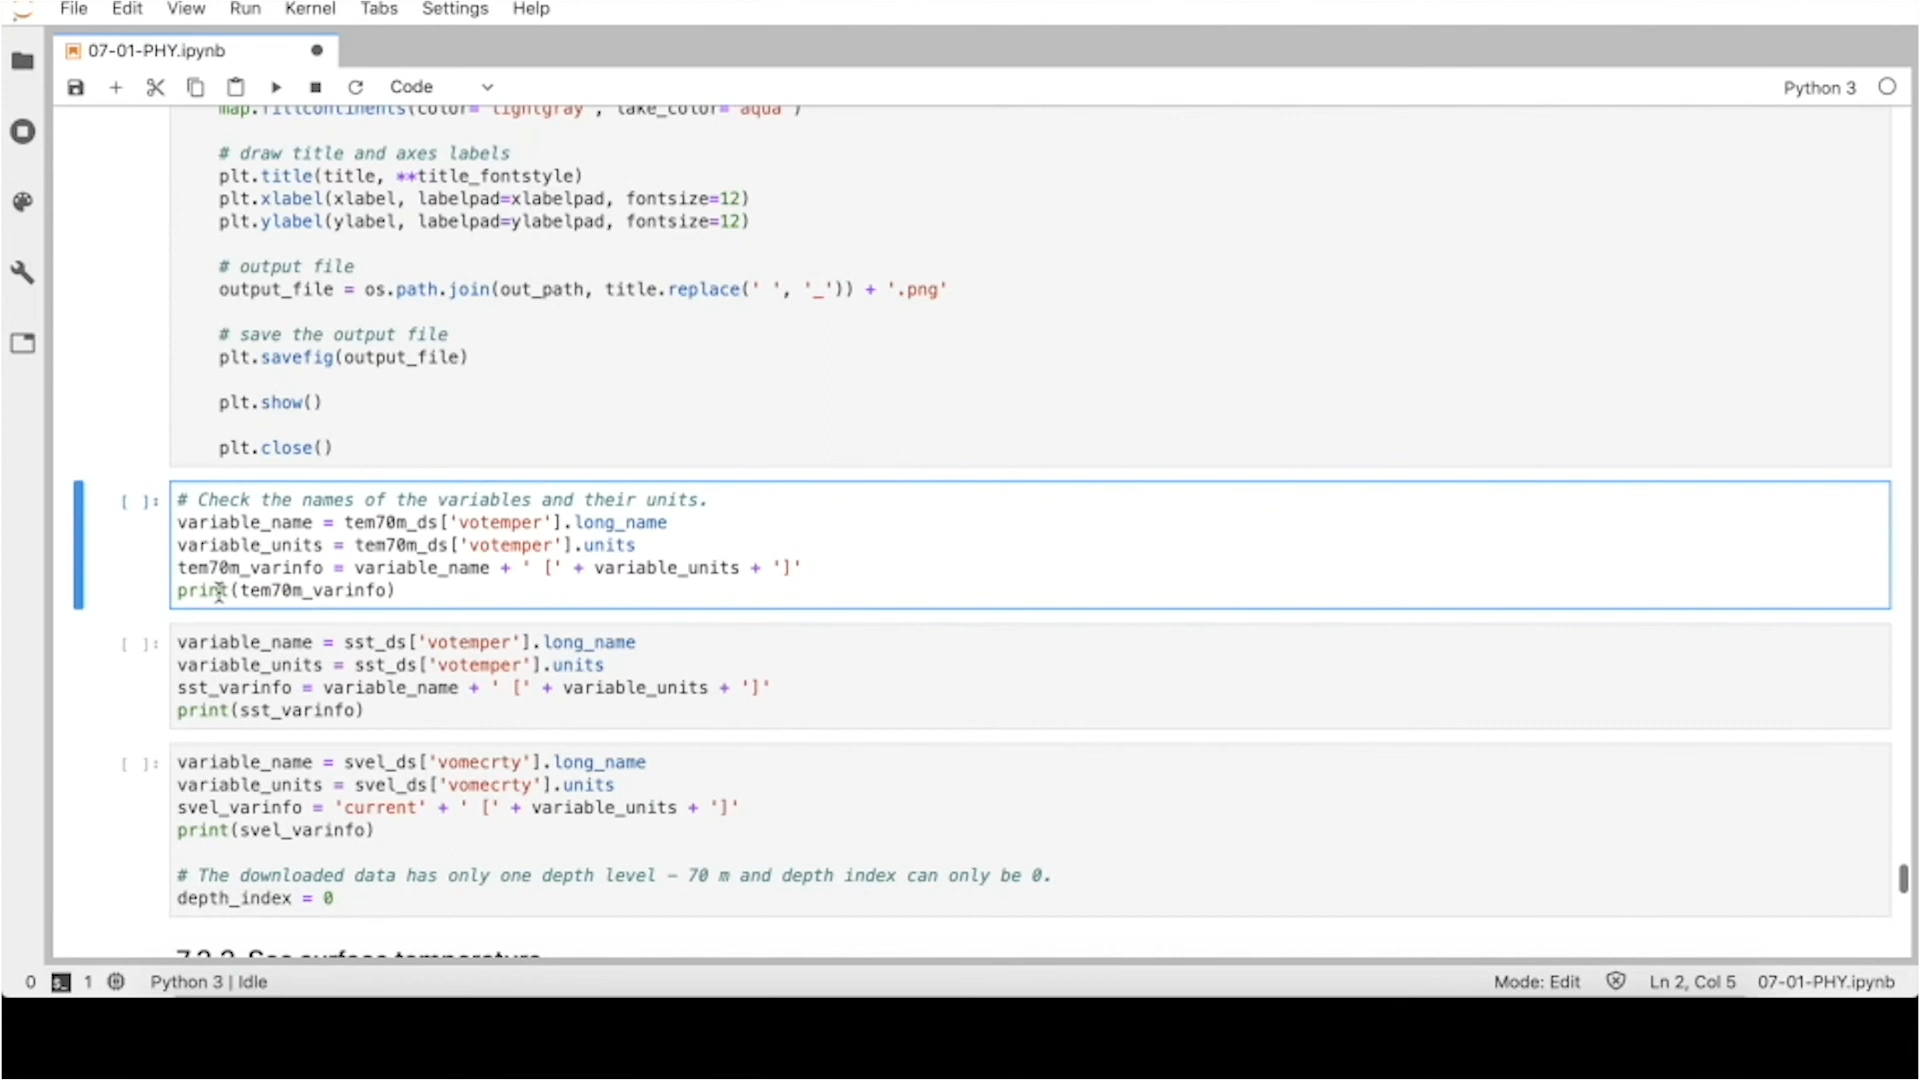 File Edit View Run Kernel Tabs Settings Help
07-01-PHY.ipynb
Code
Python 3
map.fillcontinents(color='lightgray', lake_color='aqua')
# draw title and axes labels
plt.title(title, **title_fontstyle)
plt.xlabel(xlabel, labelpad=xlabelpad, fontsize=12)
plt.ylabel(ylabel, labelpad=ylabelpad, fontsize=12)
# output file
output_file = os.path.join(out_path, title.replace(' ', '_')) + '.png'
# save the output file
plt.savefig(output_file)
plt.show()
plt.close()
[ ]: # Check the names of the variables and their units.
variable_name = tem70m_ds['votemper'].long_name
variable_units = tem70m_ds['votemper'].units
tem70m_varinfo = variable_name + ' [' + variable_units + ']'
print(tem70m_varinfo)
[ ]: variable_name = sst_ds['votemper'].long_name
variable_units = sst_ds['votemper'].units
sst_varinfo = variable_name + ' [' + variable_units + ']'
print(sst_varinfo)
[ ]: variable_name = svel_ds['vomecrty'].long_name
variable_units = svel_ds['vomecrty'].units
svel_varinfo = 'current' + ' [' + variable_units + ']'
print(svel_varinfo)
# The downloaded data has only one depth level – 70 m and depth index can only be 0.
depth_index = 0
Sea surface temperature
0 1 Python 3 | Idle Mode: Edit Ln 2, Col 5 07-01-PHY.ipynb